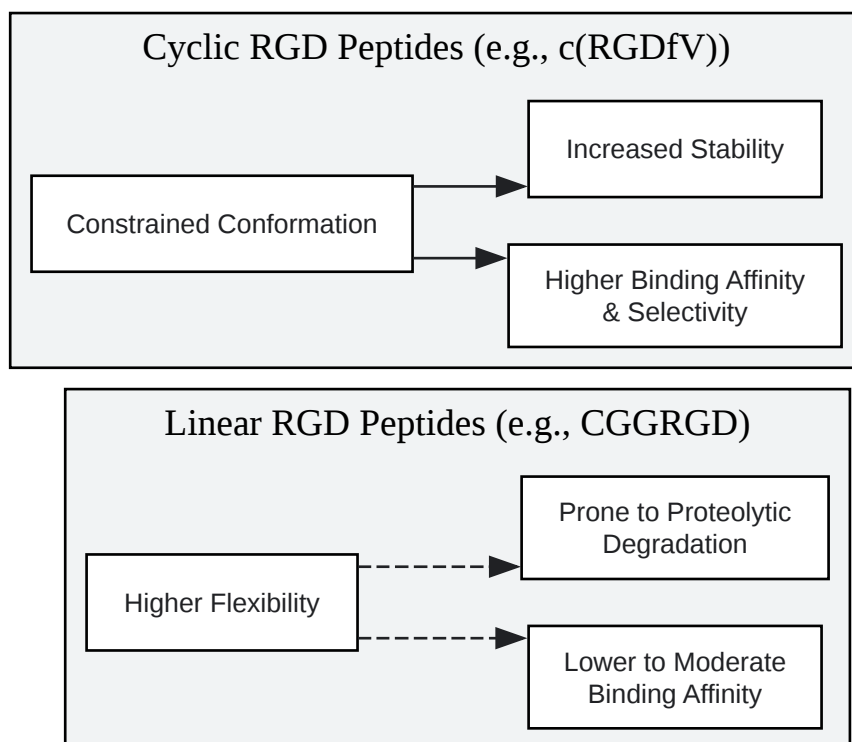 Cyclic RGD Peptides (e.g., c(RGDfV))
Increased Stability
Constrained Conformation
Higher Binding Affinity
& Selectivity
Linear RGD Peptides (e.g., CGGRGD)
Prone to Proteolytic
Degradation
Higher Flexibility
Lower to Moderate
Binding Affinity